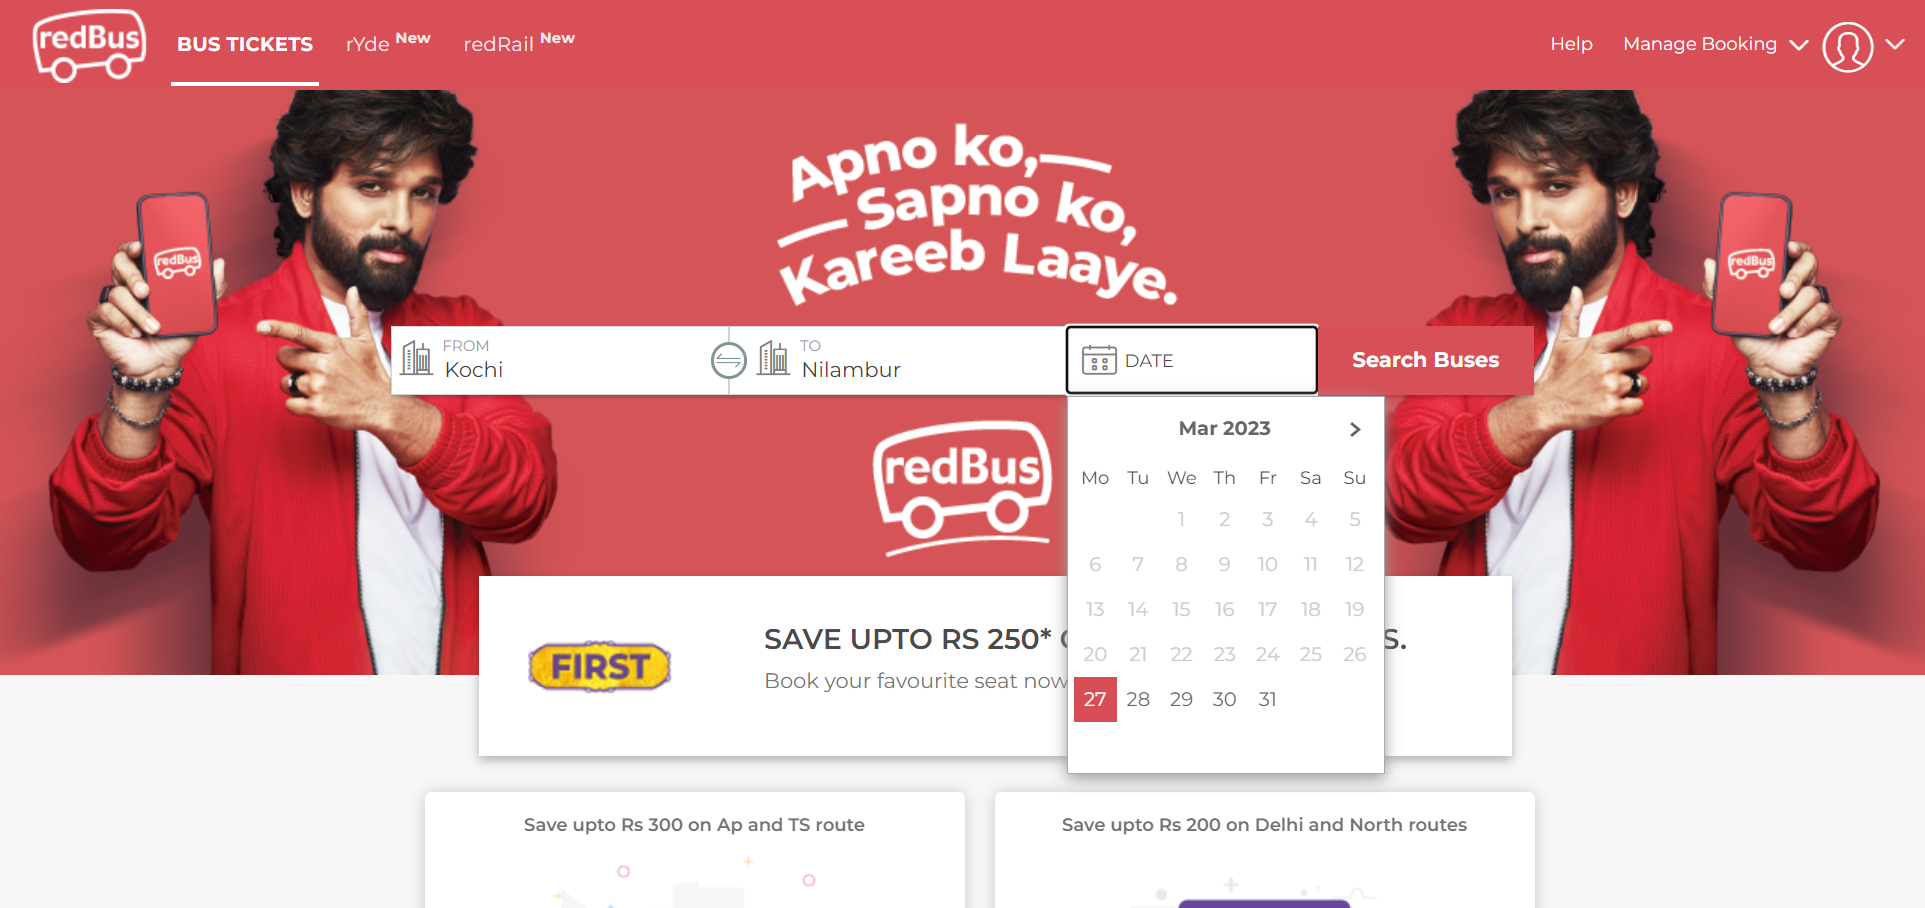 redBus
BUS TICKETS
rYde New
redRail New
Help
Manage Booking
Apno ko,
Sapno ko,
Kareeb Laaye.
redBus
redBus
FROM
Kochi
TO
Nilambur
DATE
Search Buses
redBus
Mar 2023
Mo Tu We Th Fr Sa Su
1 2 3 4 5
6 7 8 9 10 11 12
13 14 15 16 17 18 19
20 21 22 23 24 25 26
27 28 29 30 31
FIRST
SAVE UPTO RS 250* S.
Book your favourite seat now
Save upto Rs 300 on Ap and TS route
Save upto Rs 200 on Delhi and North routes